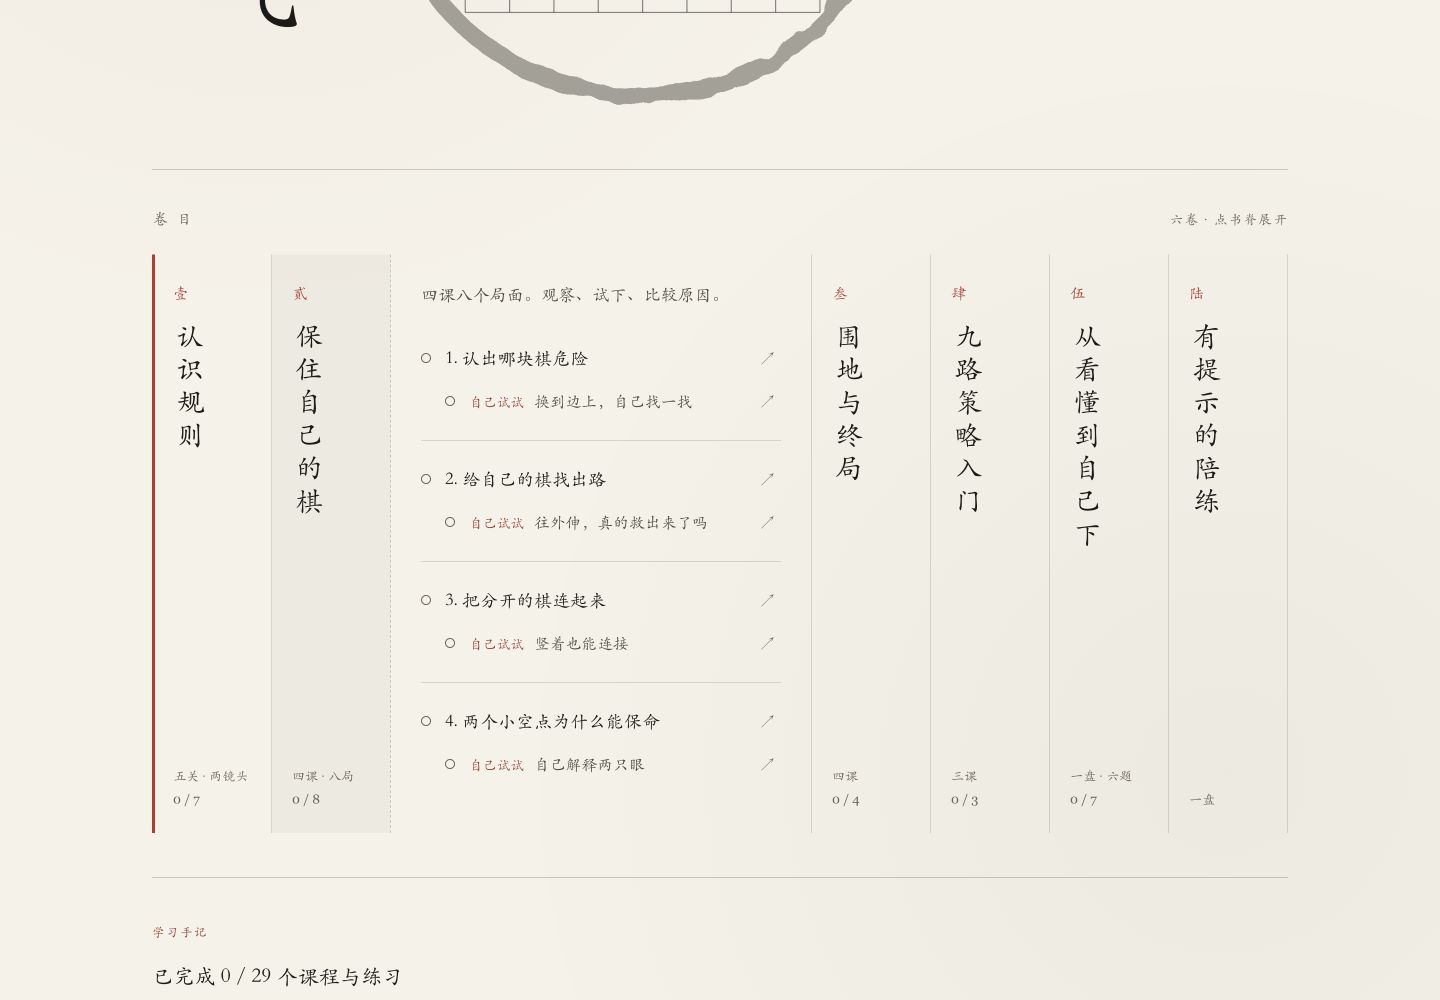 己
卷 目
六卷 · 点书脊展开
壹
认识规则
五关 · 两镜头
0 / 7
贰
保住自己的棋
四课 · 八局
0 / 8
四课八个局面。观察、试下、比较原因。
1. 认出哪块棋危险 ↗
自己试试 换到边上，自己找一找 ↗
2. 给自己的棋找出路 ↗
自己试试 往外伸，真的救出来了吗 ↗
3. 把分开的棋连起来 ↗
自己试试 竖着也能连接 ↗
4. 两个小空点为什么能保命 ↗
自己试试 自己解释两只眼 ↗
叁
围地与终局
四课
0 / 4
肆
九路策略入门
三课
0 / 3
伍
从看懂到自己下
一盘 · 六题
0 / 7
陆
有提示的陪练
一盘
学习手记
已完成 0 / 29 个课程与练习